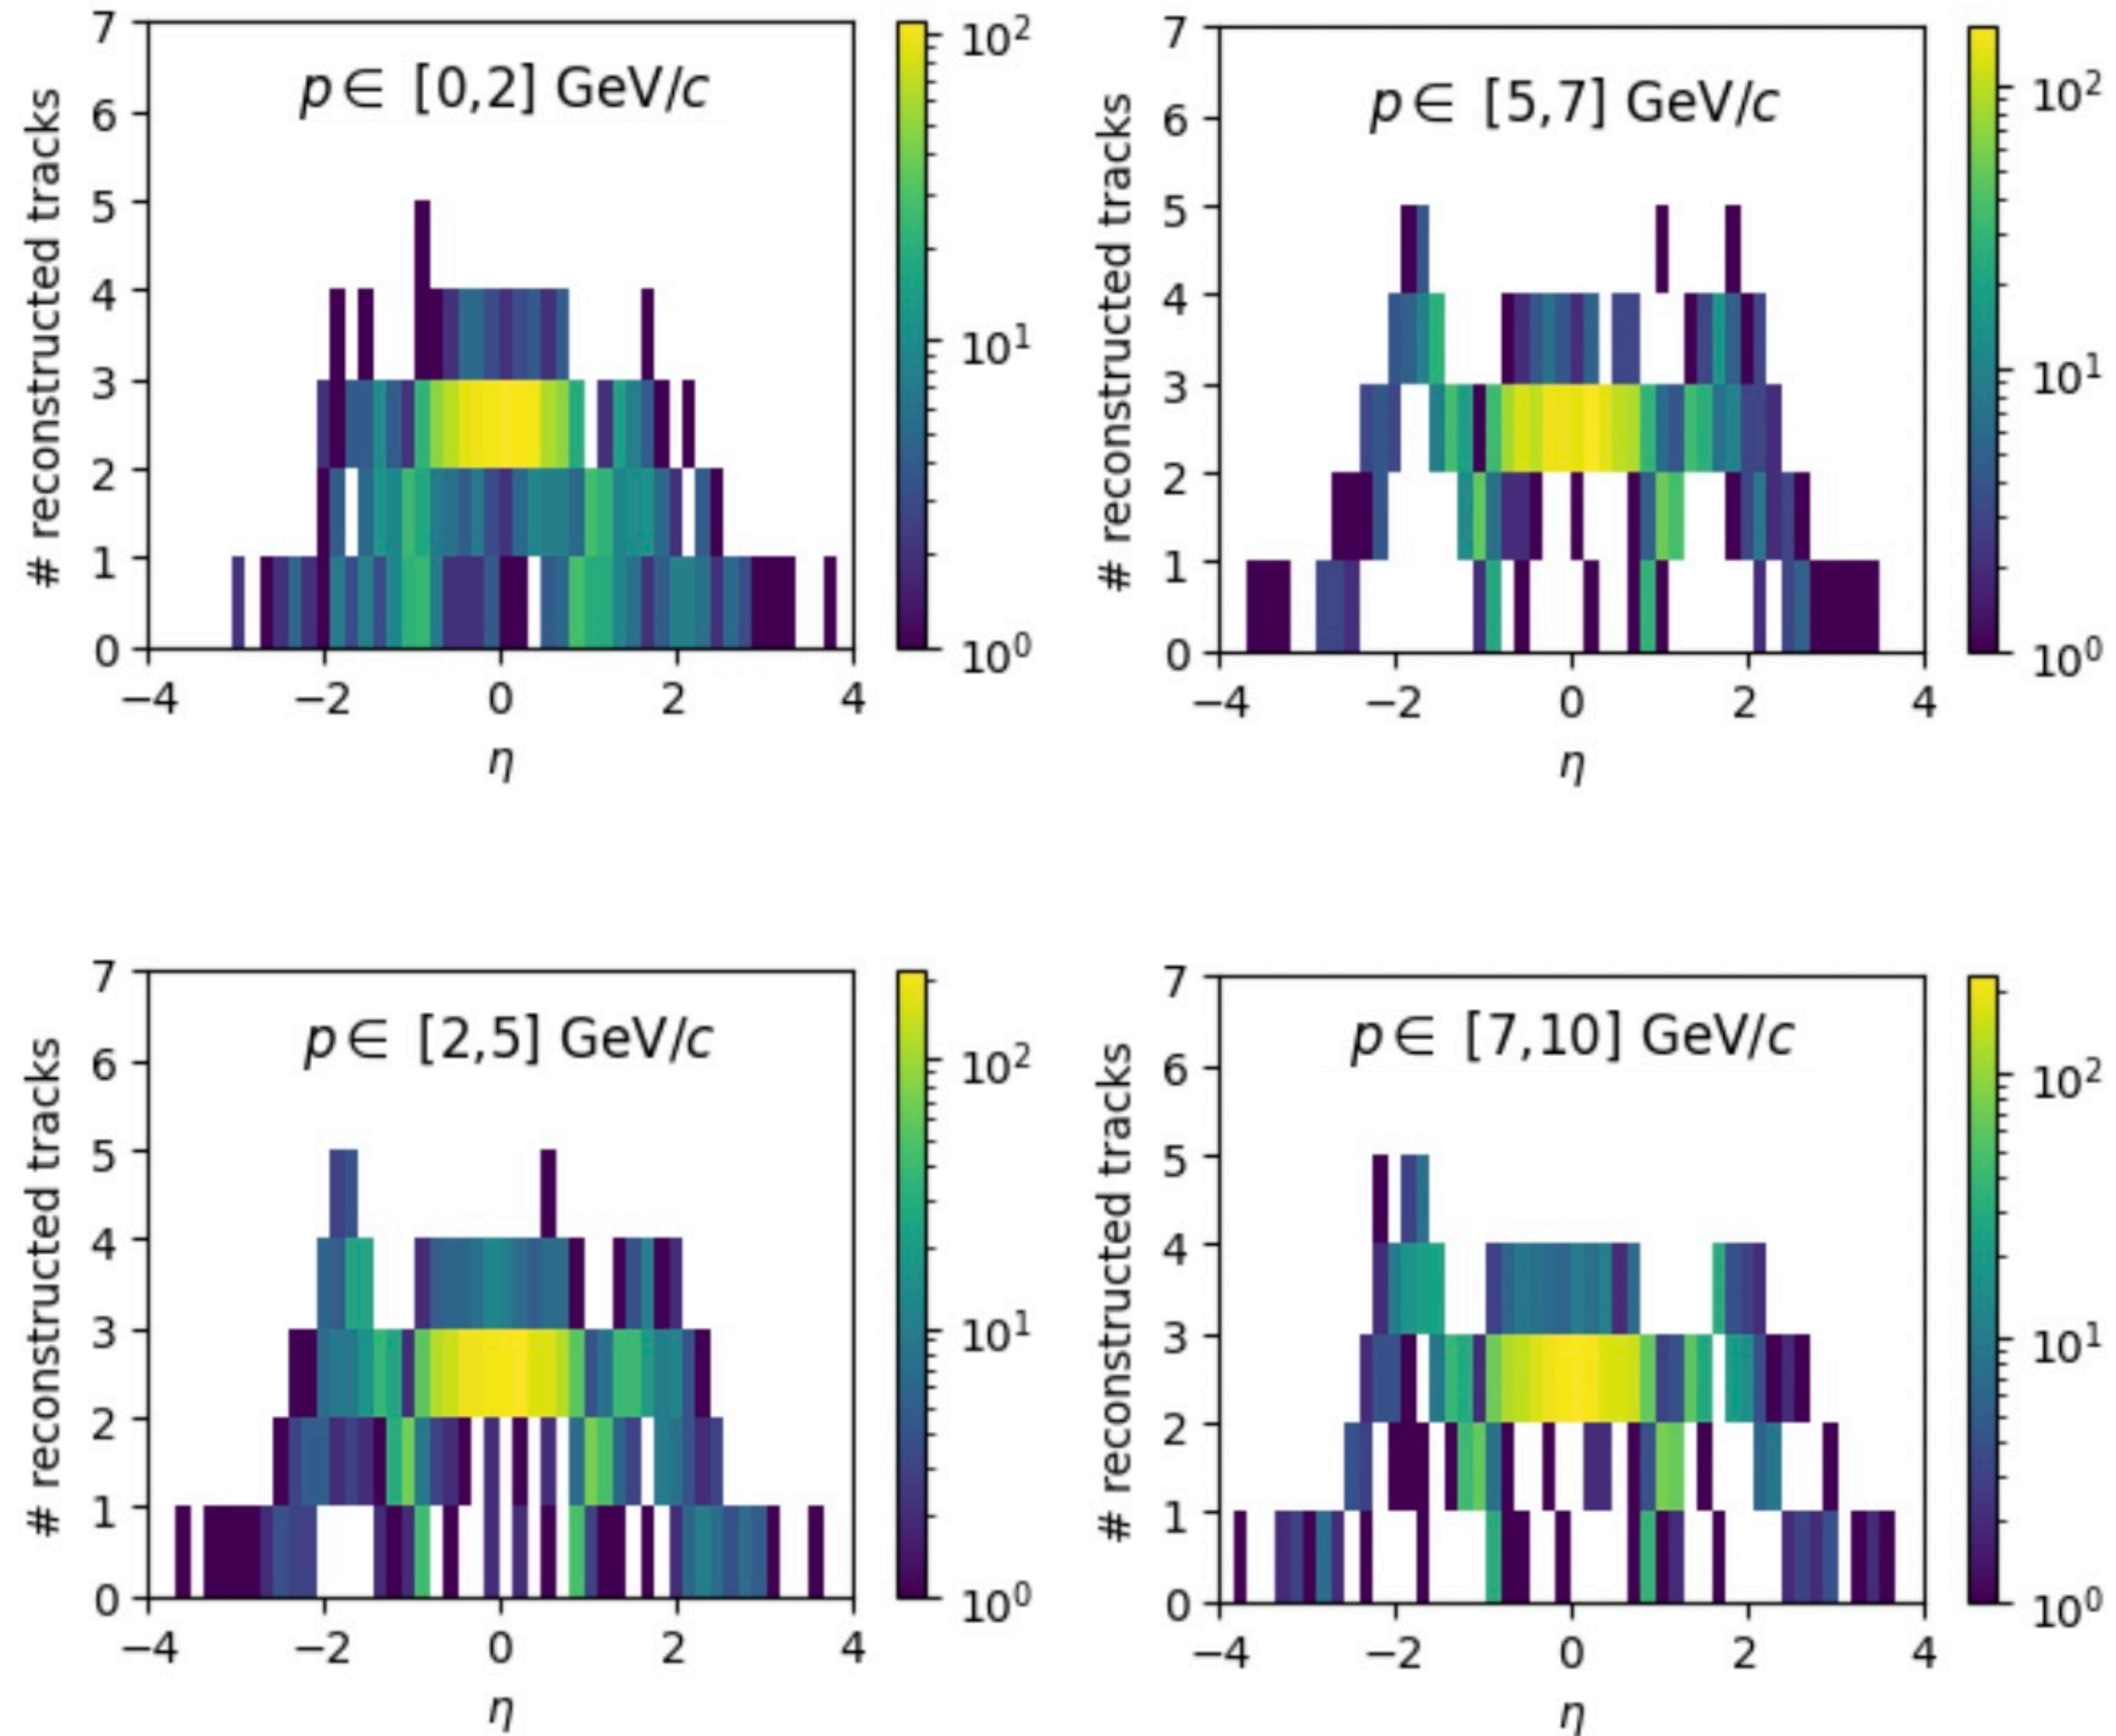 p ∈ [0,2] GeV/c
# reconstructed tracks
7
6
5
4
3
2
1
0
−4 −2 0 2 4
η
10²
10¹
10⁰
p ∈ [5,7] GeV/c
# reconstructed tracks
7
6
5
4
3
2
1
0
−4 −2 0 2 4
η
10²
10¹
10⁰
p ∈ [2,5] GeV/c
# reconstructed tracks
7
6
5
4
3
2
1
0
−4 −2 0 2 4
η
10²
10¹
10⁰
p ∈ [7,10] GeV/c
# reconstructed tracks
7
6
5
4
3
2
1
0
−4 −2 0 2 4
η
10²
10¹
10⁰